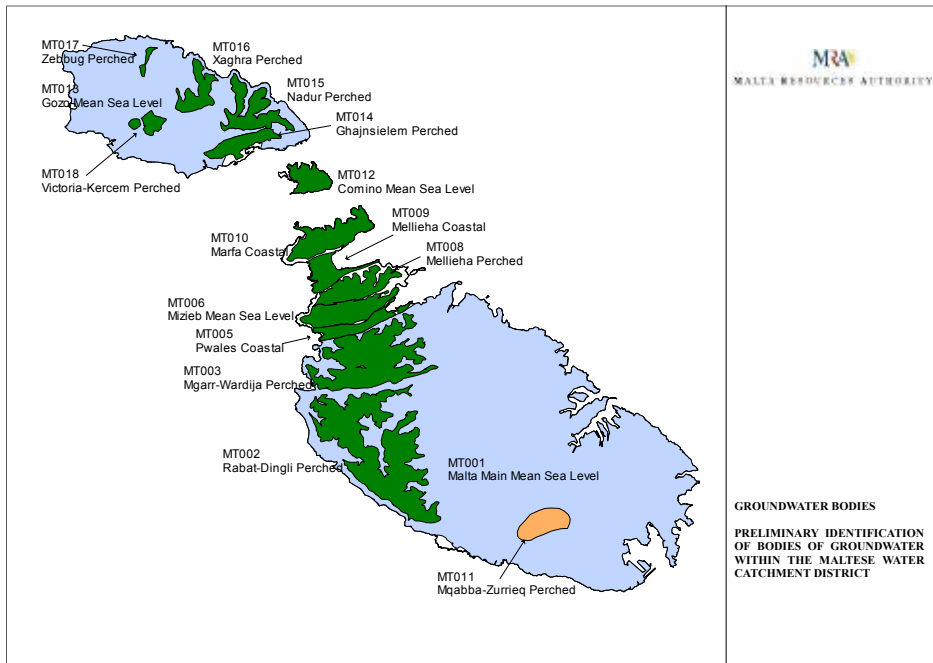 MT017
Zebbug Perched
MT016
Xaghra Perched
MT015
Nadur Perched
MT013
Gozo Mean Sea Level
MT014
Ghajnsielem Perched
MT018
Victoria-Kercem Perched
MT012
Comino Mean Sea Level
MT009
Mellieha Coastal
MT010
Marfa Coastal
MT008
Mellieha Perched
MT006
Mizieb Mean Sea Level
MT005
Pwales Coastal
MT003
Mgarr-Wardija Perched
MT002
Rabat-Dingli Perched
MT001
Malta Main Mean Sea Level
MT011
Mqabba-Zurrieq Perched
MRA
MALTA RESOURCES AUTHORITY
GROUNDWATER BODIES
PRELIMINARY IDENTIFICATION
OF BODIES OF GROUNDWATER
WITHIN THE MALTESE WATER
CATCHMENT DISTRICT